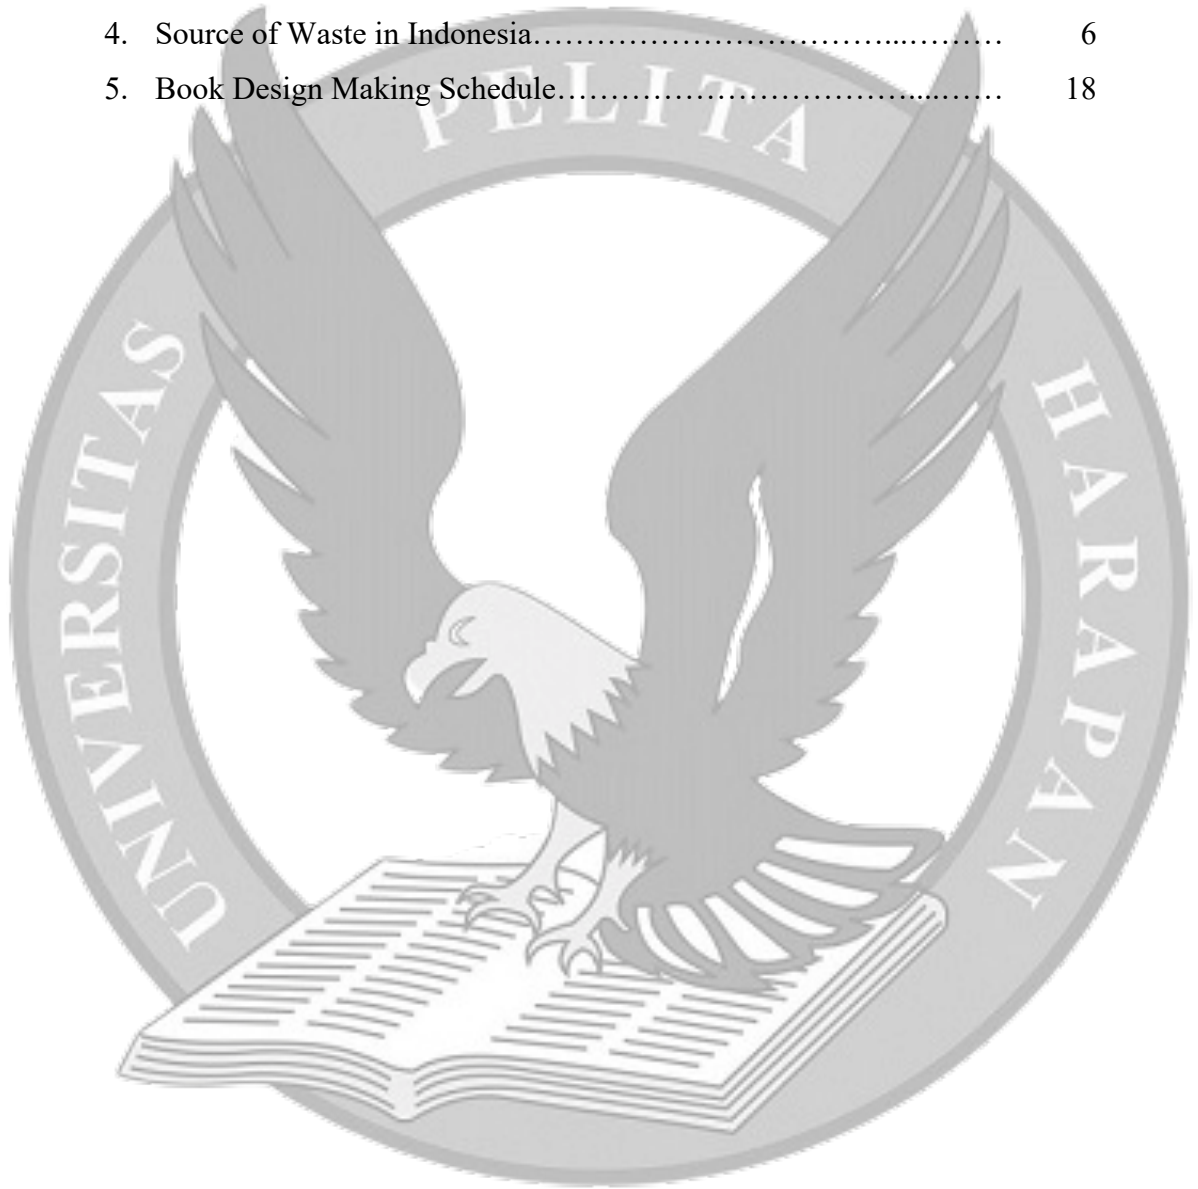 4. Source of Waste in Indonesia……………………………...……… 6
5. Book Design Making Schedule……………………………...…… 18
UNIVERSITAS PELITA HARAPAN